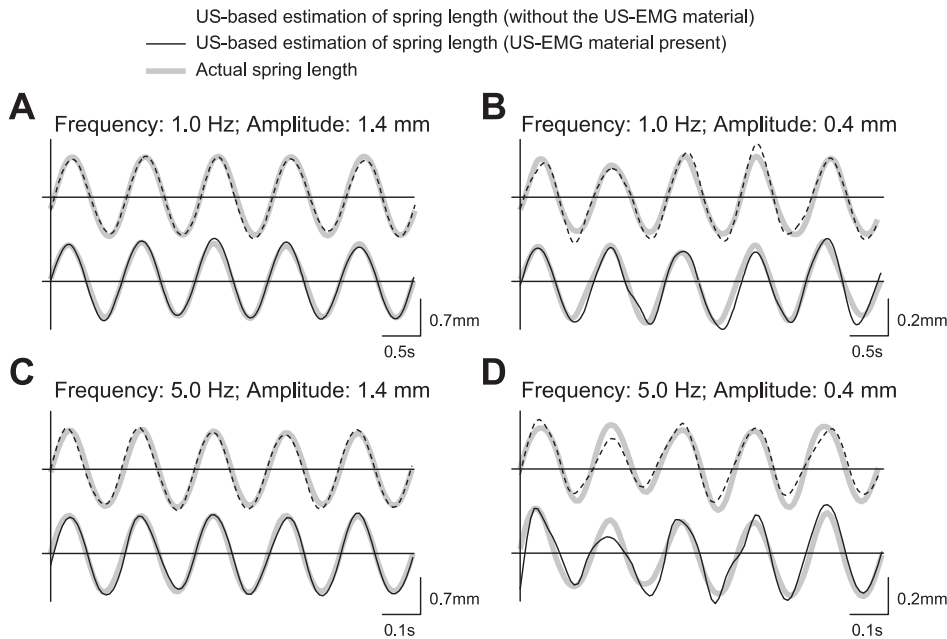 US-based estimation of spring length (without the US-EMG material)
US-based estimation of spring length (US-EMG material present)
Actual spring length
A
Frequency: 1.0 Hz; Amplitude: 1.4 mm
0.7mm
0.5s
B
Frequency: 1.0 Hz; Amplitude: 0.4 mm
0.2mm
0.5s
C
Frequency: 5.0 Hz; Amplitude: 1.4 mm
0.7mm
0.1s
D
Frequency: 5.0 Hz; Amplitude: 0.4 mm
0.2mm
0.1s